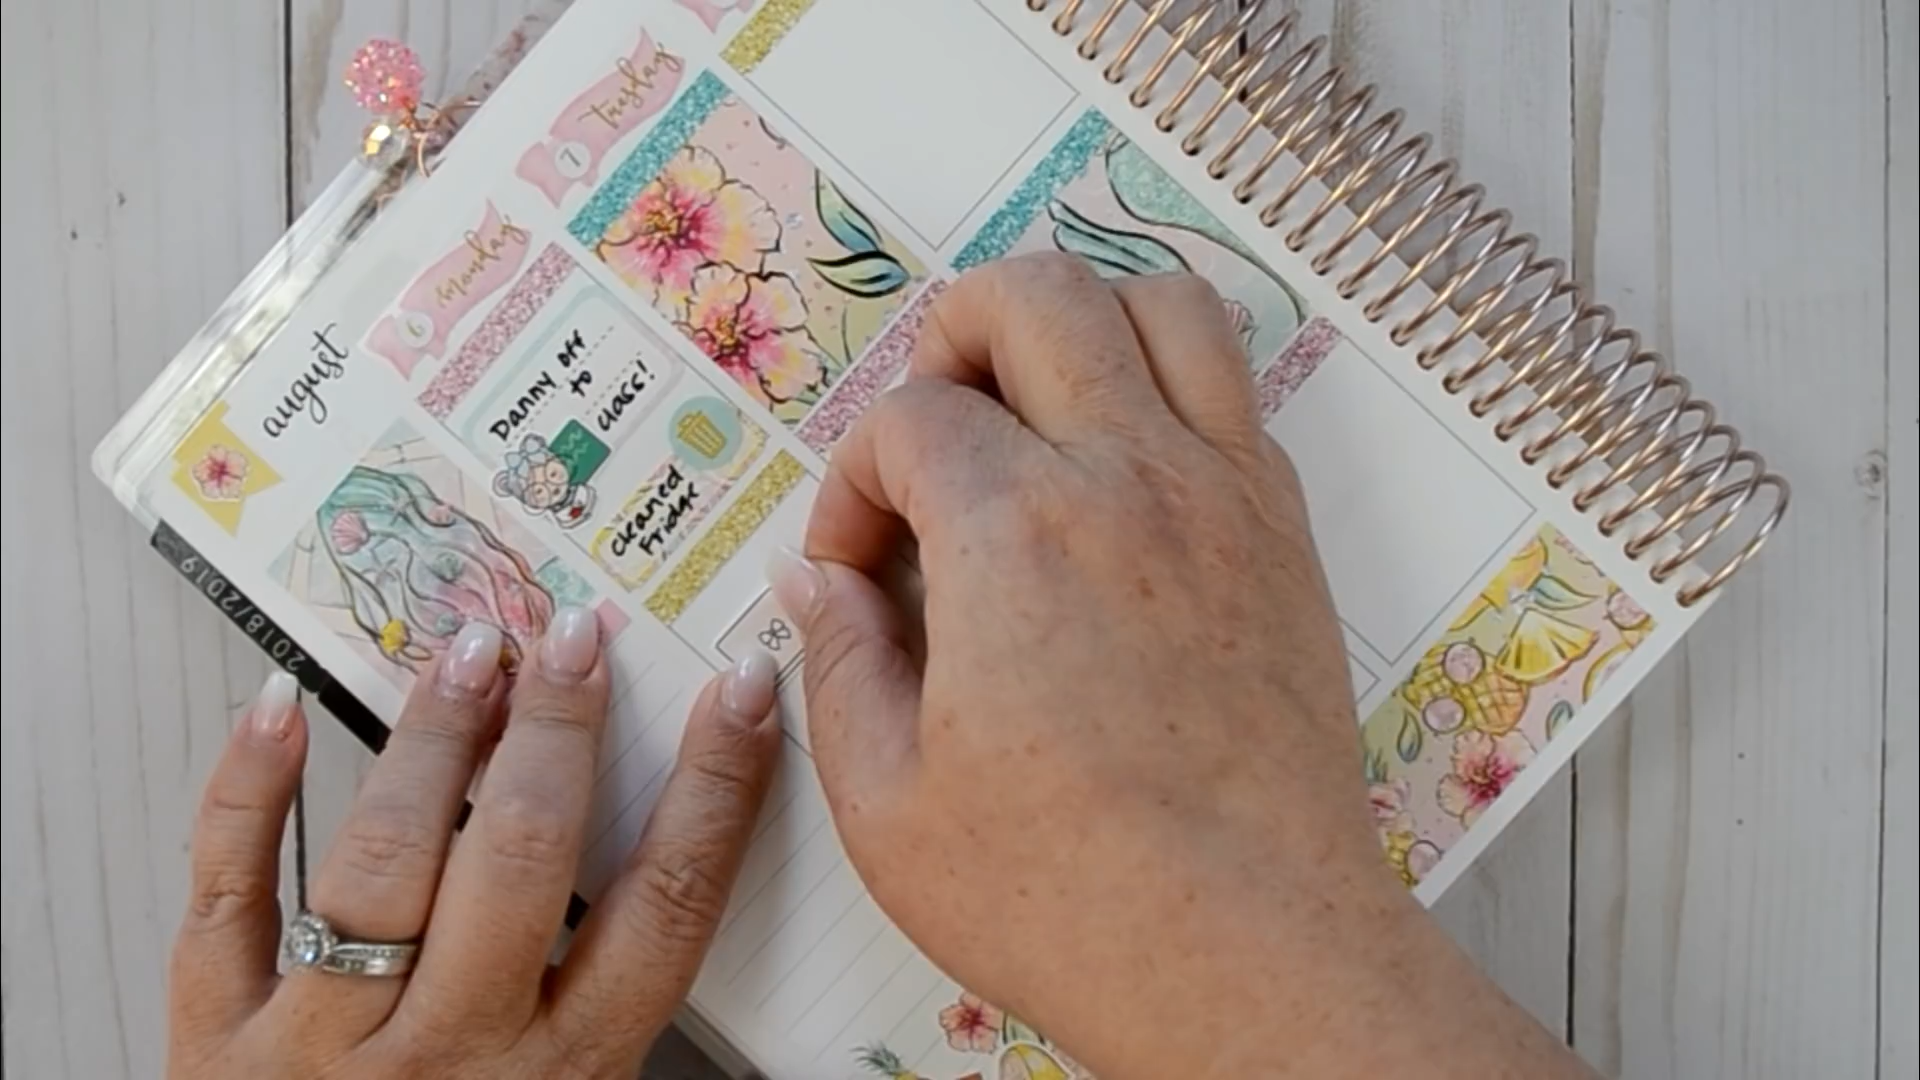 august
monday
6
tuesday
7
Danny off
to
class!
cleaned
Fridge
2018/2019